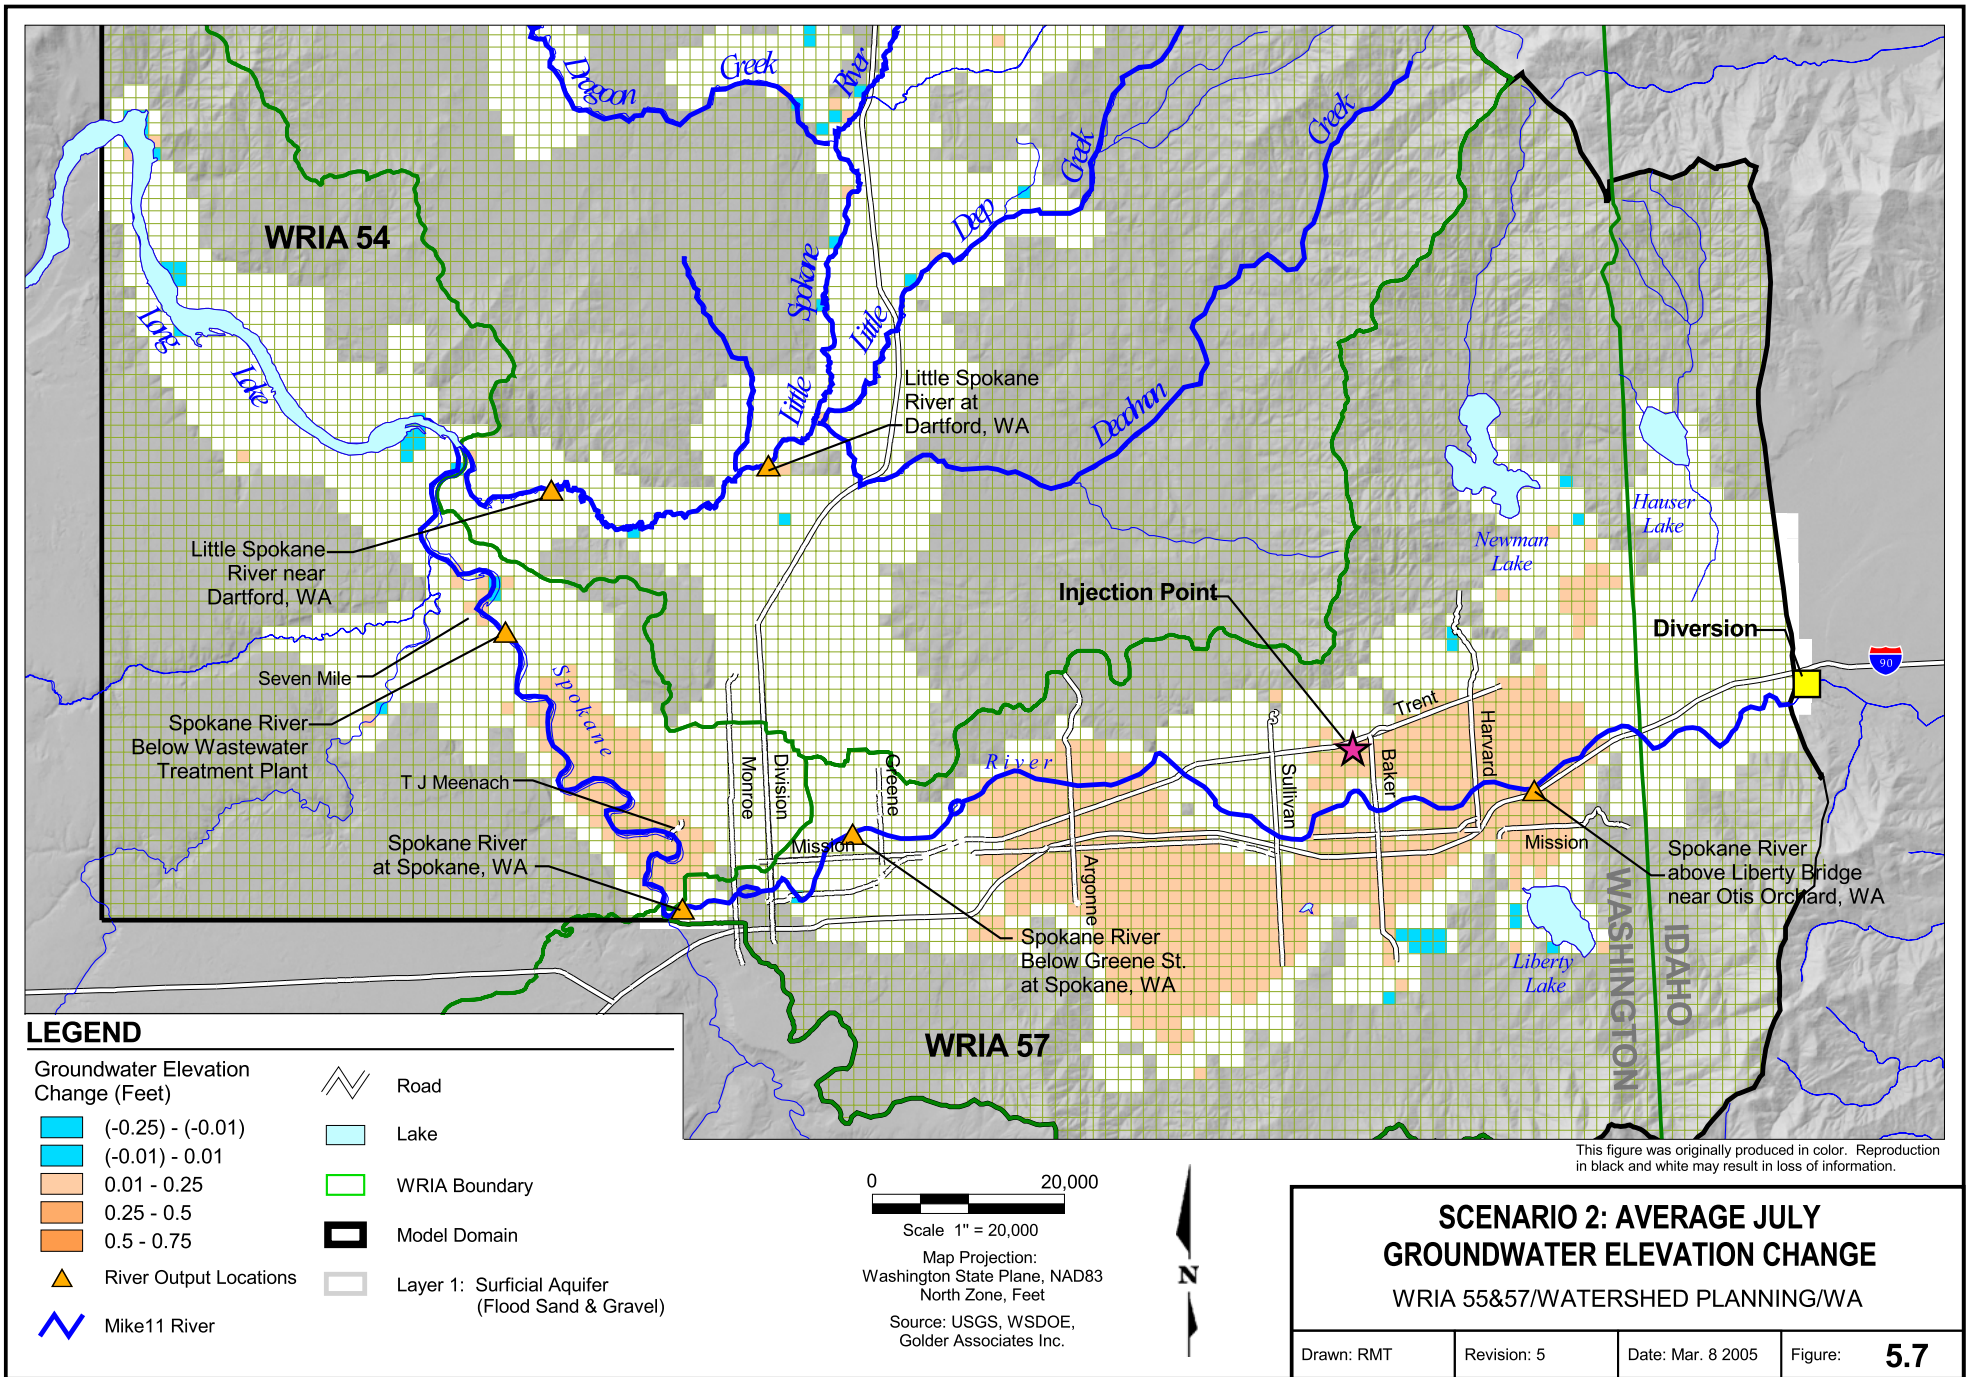 Dragoon
Creek
River
Creek
Creek
Deep
WRIA 54
Spokane
Little
Long
Lake
Little
Little Spokane
River at
Dartford, WA
Deadman
Hauser
Lake
Newman
Lake
Little Spokane
River near
Dartford, WA
Injection Point
Diversion
90
Seven Mile
Spokane
Spokane River
Below Wastewater
Treatment Plant
Trent
Harvard
River
Monroe
Division
Greene
Sullivan
Baker
T J Meenach
Mission
Mission
Spokane River
at Spokane, WA
Argonne
Spokane River
above Liberty Bridge
near Otis Orchard, WA
WASHINGTON
IDAHO
Spokane River
Below Greene St.
at Spokane, WA
Liberty
Lake
WRIA 57
LEGEND
Groundwater Elevation
Change (Feet)
(-0.25) - (-0.01)
(-0.01) - 0.01
0.01 - 0.25
0.25 - 0.5
0.5 - 0.75
River Output Locations
Mike11 River
Road
Lake
WRIA Boundary
Model Domain
Layer 1: Surficial Aquifer
(Flood Sand & Gravel)
0 20,000
Scale 1" = 20,000
Map Projection:
Washington State Plane, NAD83
North Zone, Feet
Source: USGS, WSDOE,
Golder Associates Inc.
N
This figure was originally produced in color. Reproduction
in black and white may result in loss of information.
SCENARIO 2: AVERAGE JULY
GROUNDWATER ELEVATION CHANGE
WRIA 55&57/WATERSHED PLANNING/WA
Drawn: RMT
Revision: 5
Date: Mar. 8 2005
Figure: 5.7